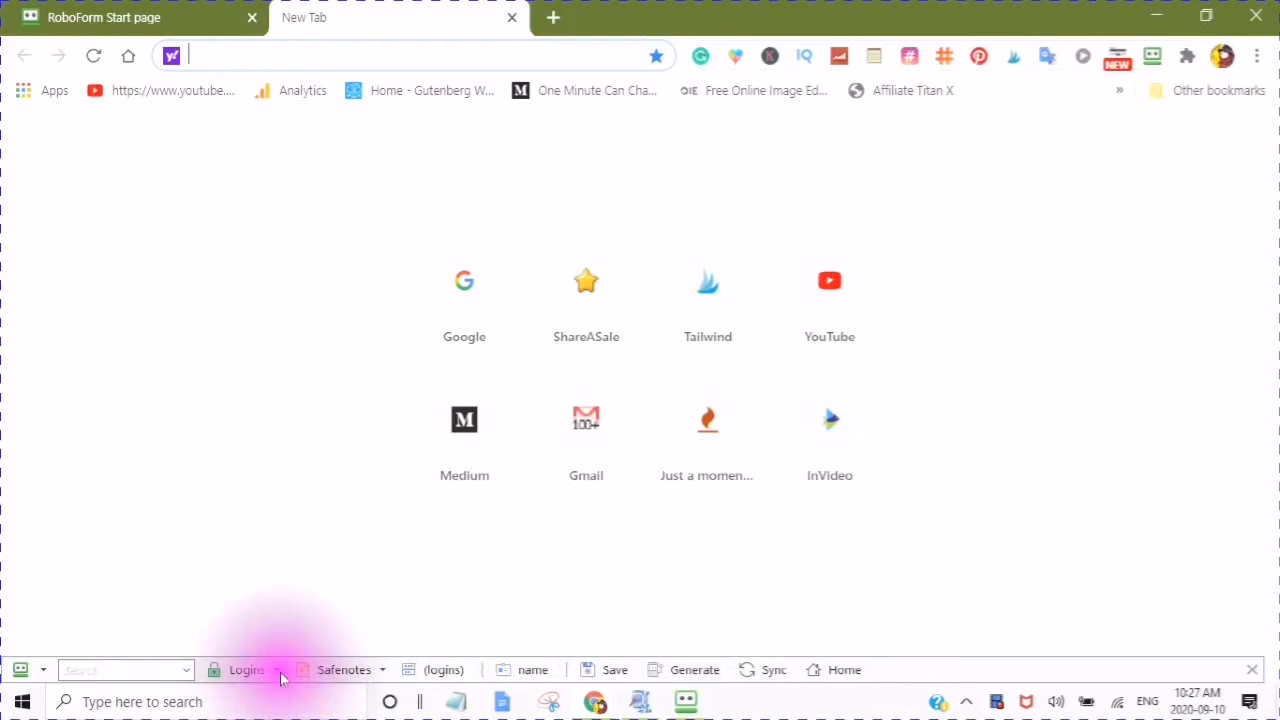 RoboForm Start page
New Tab
y!
NEW
Apps
https://www.youtube....
Analytics
Home - Gutenberg W...
M
One Minute Can Cha...
OIE
Free Online Image Ed...
Affiliate Titan X
»
Other bookmarks
Google
ShareASale
Tailwind
YouTube
M
100+
Medium
Gmail
Just a momen...
InVideo
Search
Logins
Safenotes
(logins)
name
Save
Generate
Sync
Home
Type here to search
ENG
10:27 AM
2020-09-10